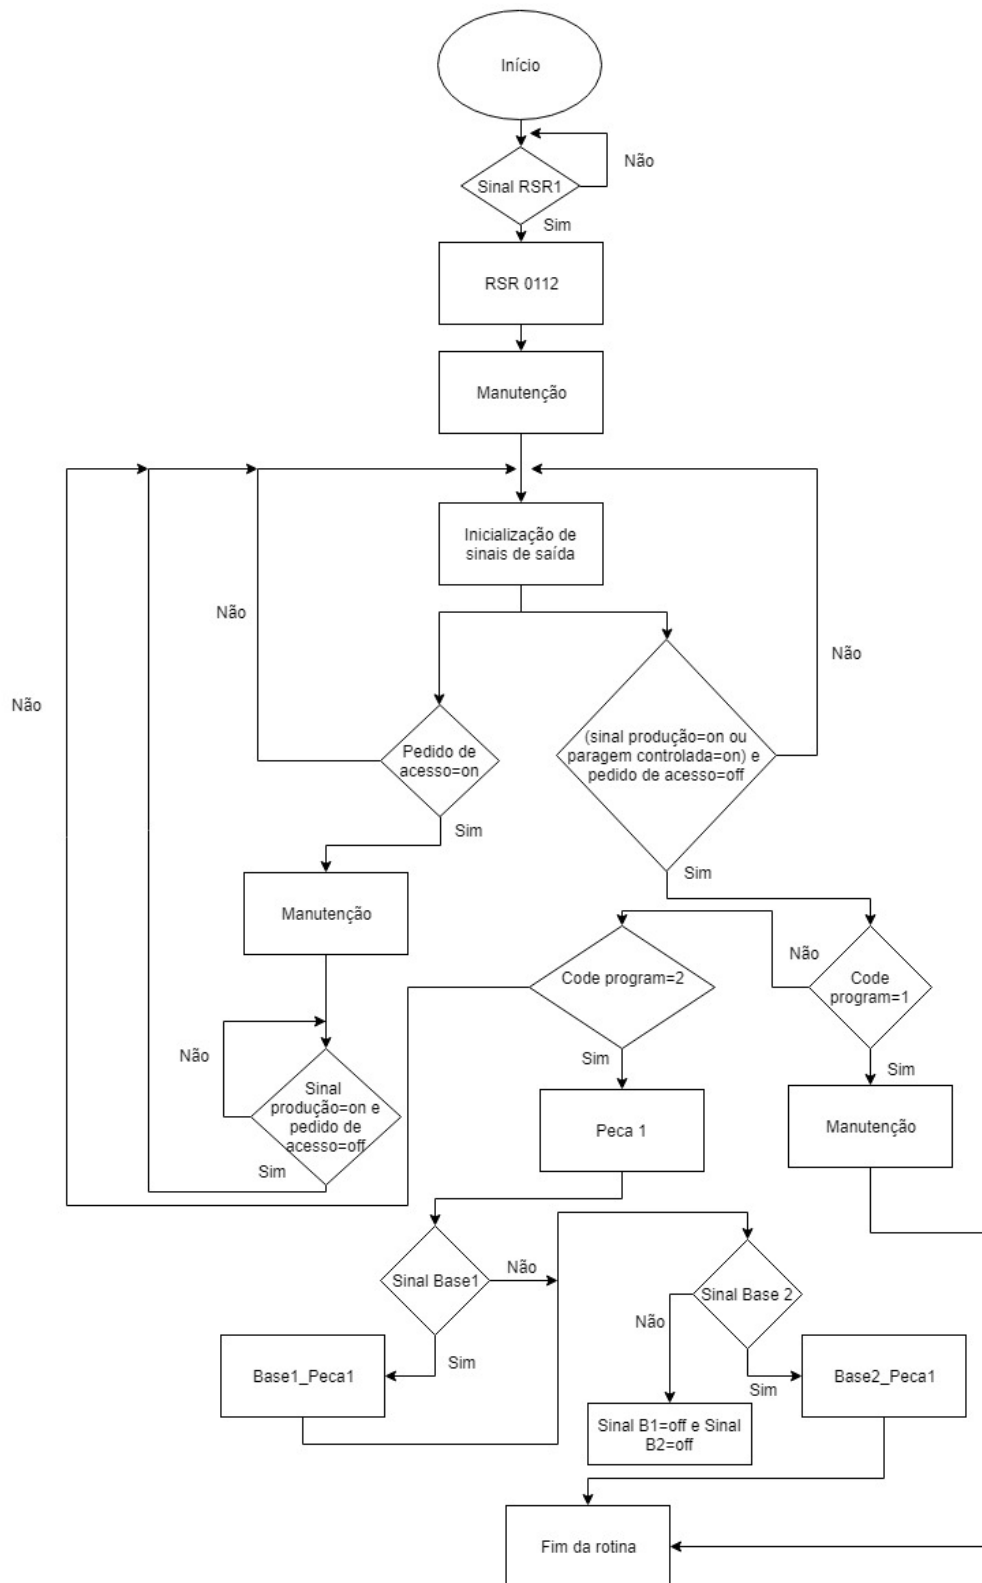 Início
Não
Sinal RSR1
Sim
RSR 0112
Manutenção
Inicialização de
sinais de saída
Não
Não
Não
(sinal produção=on ou
paragem controlada=on) e
pedido de acesso=off
Pedido de
acesso=on
Sim
Sim
Manutenção
Não
Code program=2
Code
program=1
Não
Sim
Sim
Sinal
produção=on e
pedido de
acesso=off
Sim
Peca 1
Manutenção
Não
Sinal Base1
Sinal Base 2
Não
Sim
Base1_Peca1
Base2_Peca1
Sim
Sinal B1=off e Sinal
B2=off
Fim da rotina